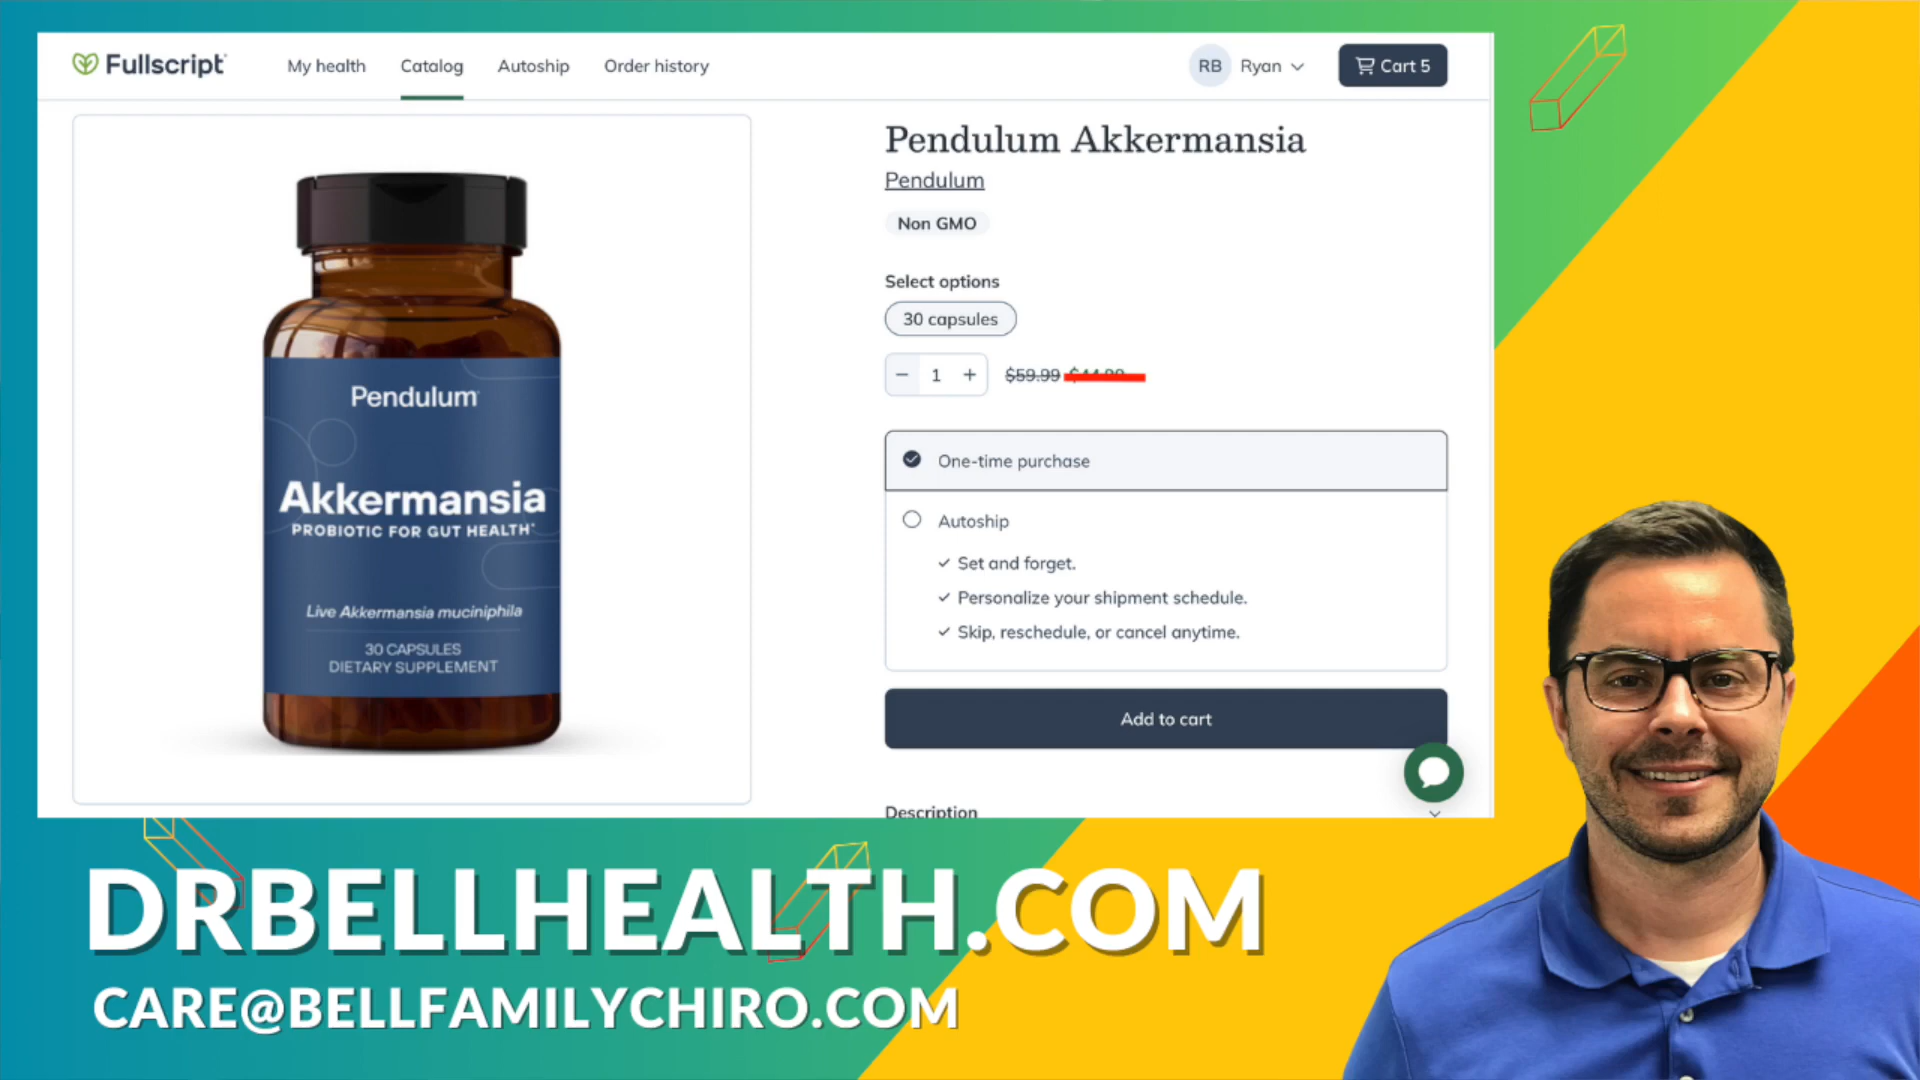 Fullscript
My health
Catalog
Autoship
Order history
RB
Ryan
Cart 5
Pendulum
Akkermansia
PROBIOTIC FOR GUT HEALTH*
Live Akkermansia muciniphila
30 CAPSULES
DIETARY SUPPLEMENT
Pendulum Akkermansia
Pendulum
Non GMO
Select options
30 capsules
− 1 + $59.99
One-time purchase
Autoship
✓ Set and forget.
✓ Personalize your shipment schedule.
✓ Skip, reschedule, or cancel anytime.
Add to cart
Description
DRBELLHEALTH.COM
CARE@BELLFAMILYCHIRO.COM